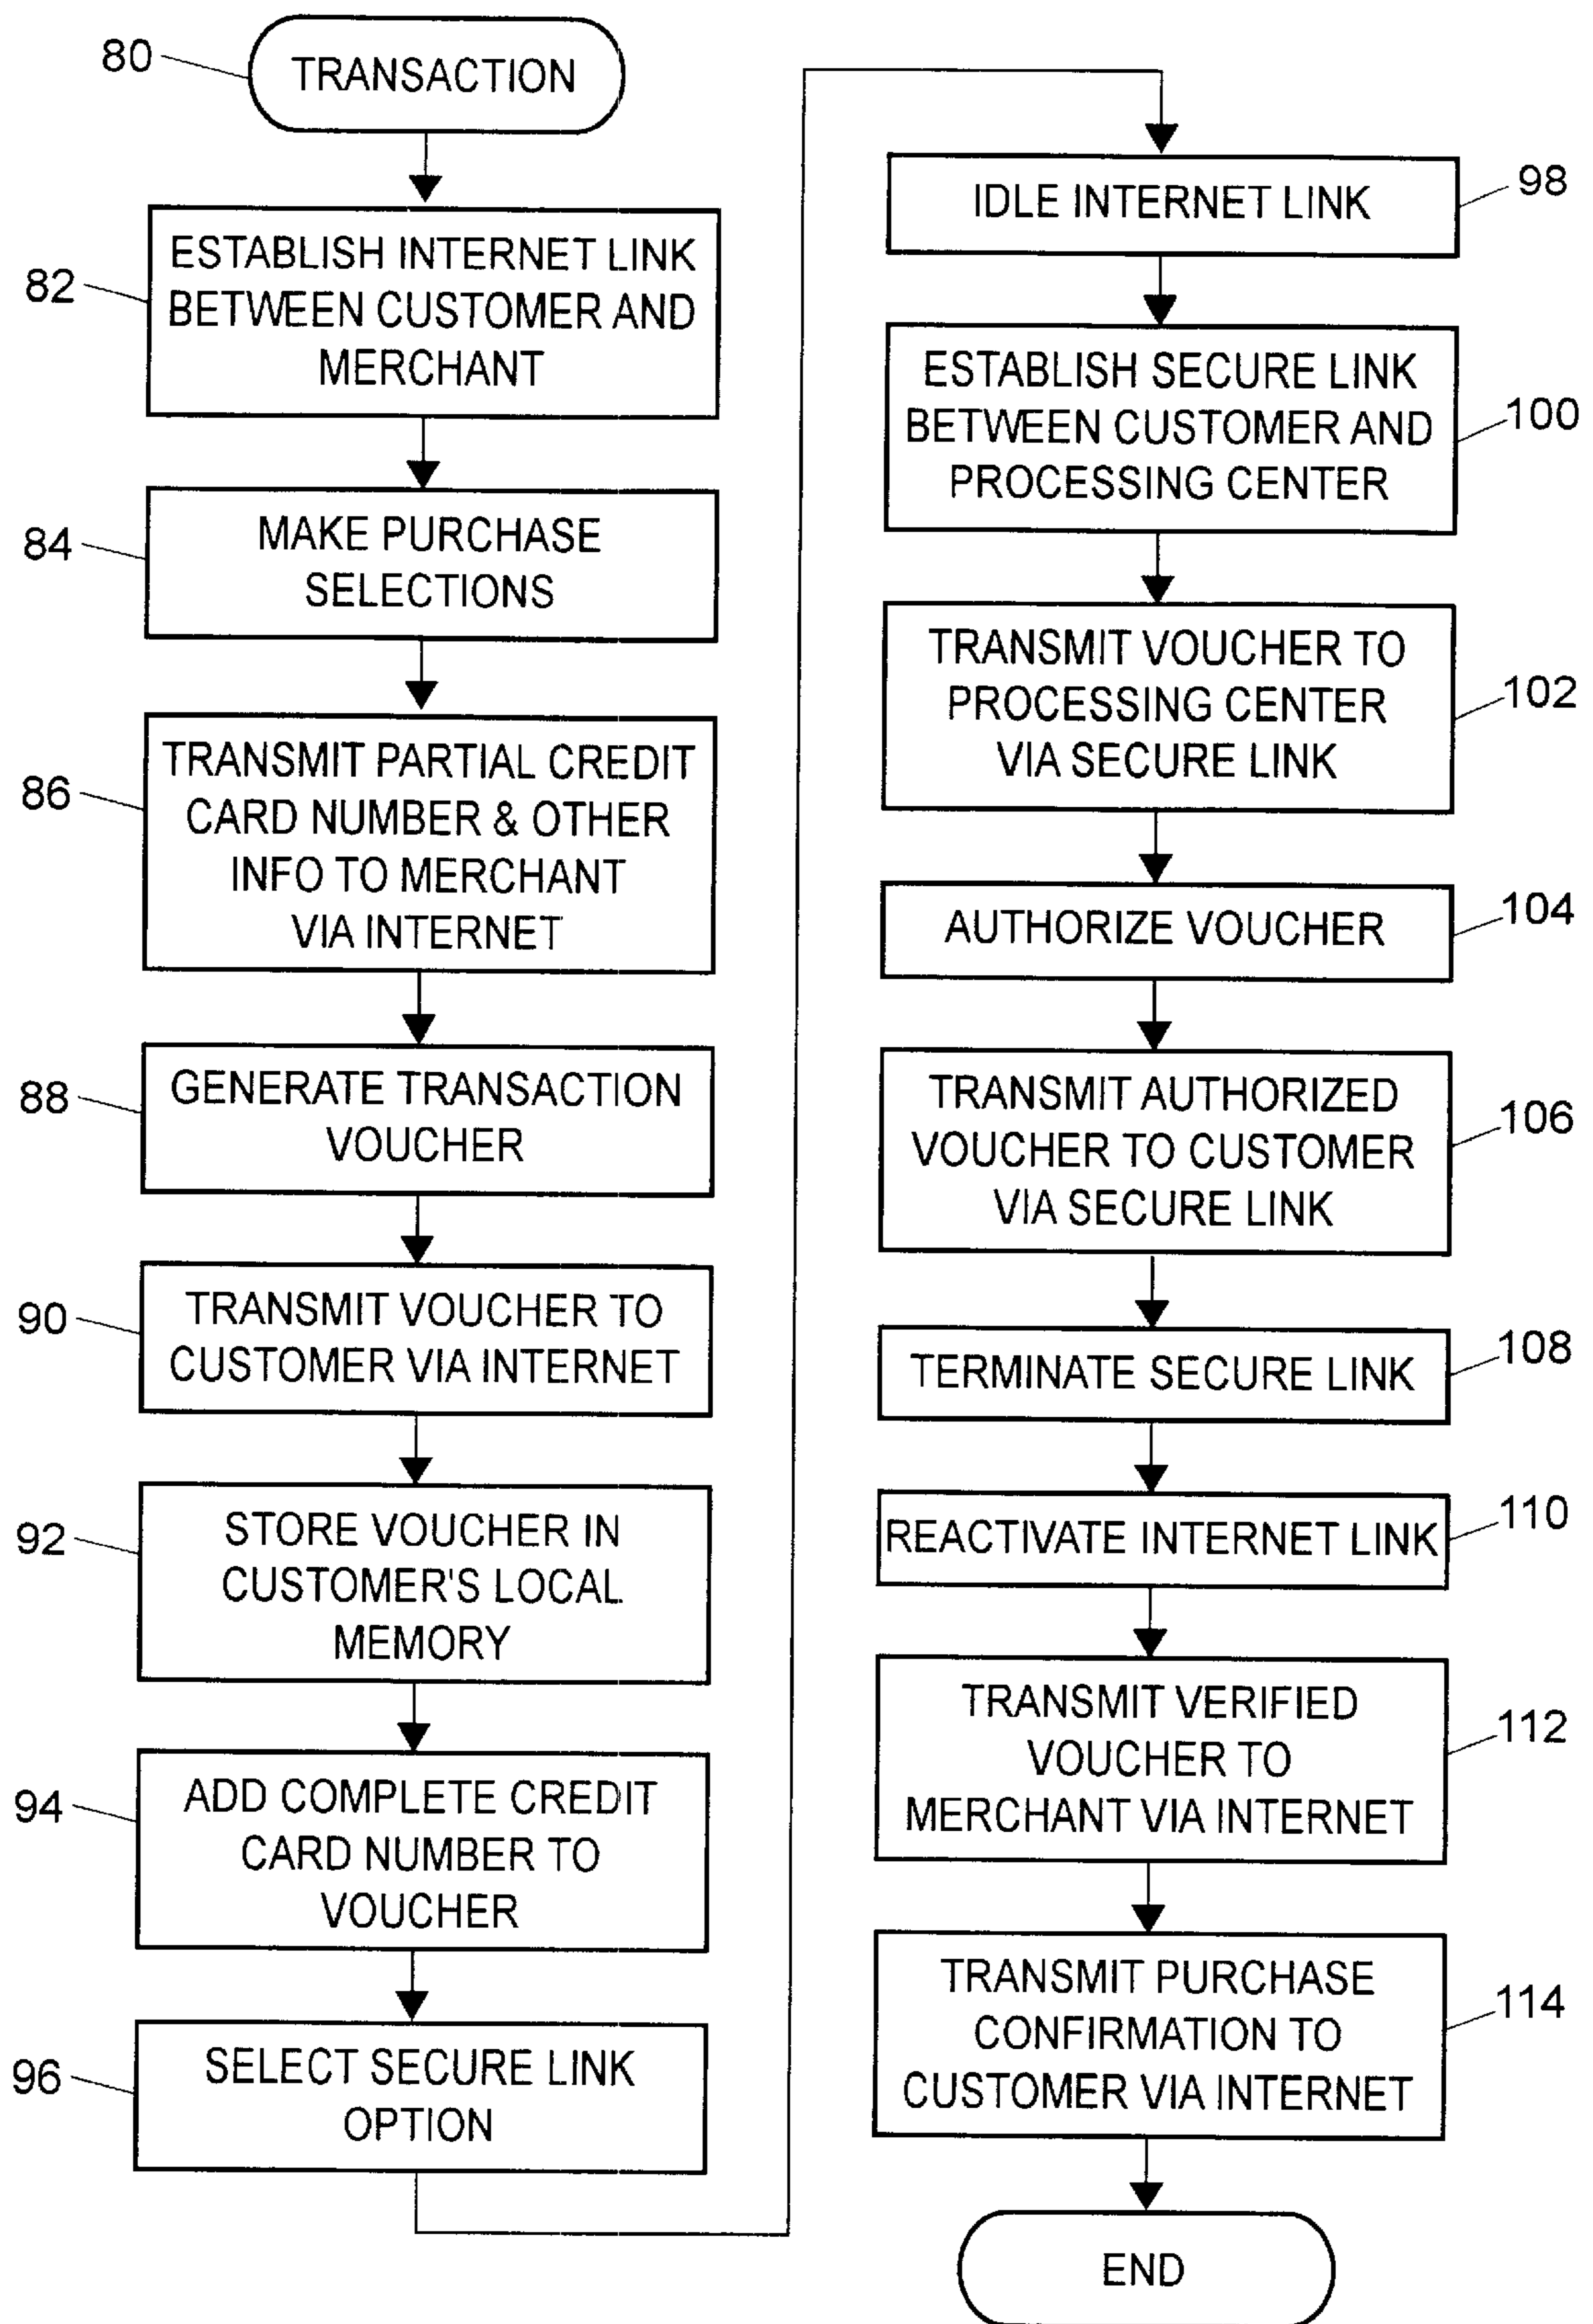 80
TRANSACTION
82
ESTABLISH INTERNET LINK
BETWEEN CUSTOMER AND
MERCHANT
84
MAKE PURCHASE
SELECTIONS
86
TRANSMIT PARTIAL CREDIT
CARD NUMBER & OTHER
INFO TO MERCHANT
VIA INTERNET
88
GENERATE TRANSACTION
VOUCHER
90
TRANSMIT VOUCHER TO
CUSTOMER VIA INTERNET
92
STORE VOUCHER IN
CUSTOMER'S LOCAL
MEMORY
94
ADD COMPLETE CREDIT
CARD NUMBER TO
VOUCHER
96
SELECT SECURE LINK
OPTION
IDLE INTERNET LINK
98
ESTABLISH SECURE LINK
BETWEEN CUSTOMER AND
PROCESSING CENTER
100
TRANSMIT VOUCHER TO
PROCESSING CENTER
VIA SECURE LINK
102
AUTHORIZE VOUCHER
104
TRANSMIT AUTHORIZED
VOUCHER TO CUSTOMER
VIA SECURE LINK
106
TERMINATE SECURE LINK
108
REACTIVATE INTERNET LINK
110
TRANSMIT VERIFIED
VOUCHER TO
MERCHANT VIA INTERNET
112
TRANSMIT PURCHASE
CONFIRMATION TO
CUSTOMER VIA INTERNET
114
END